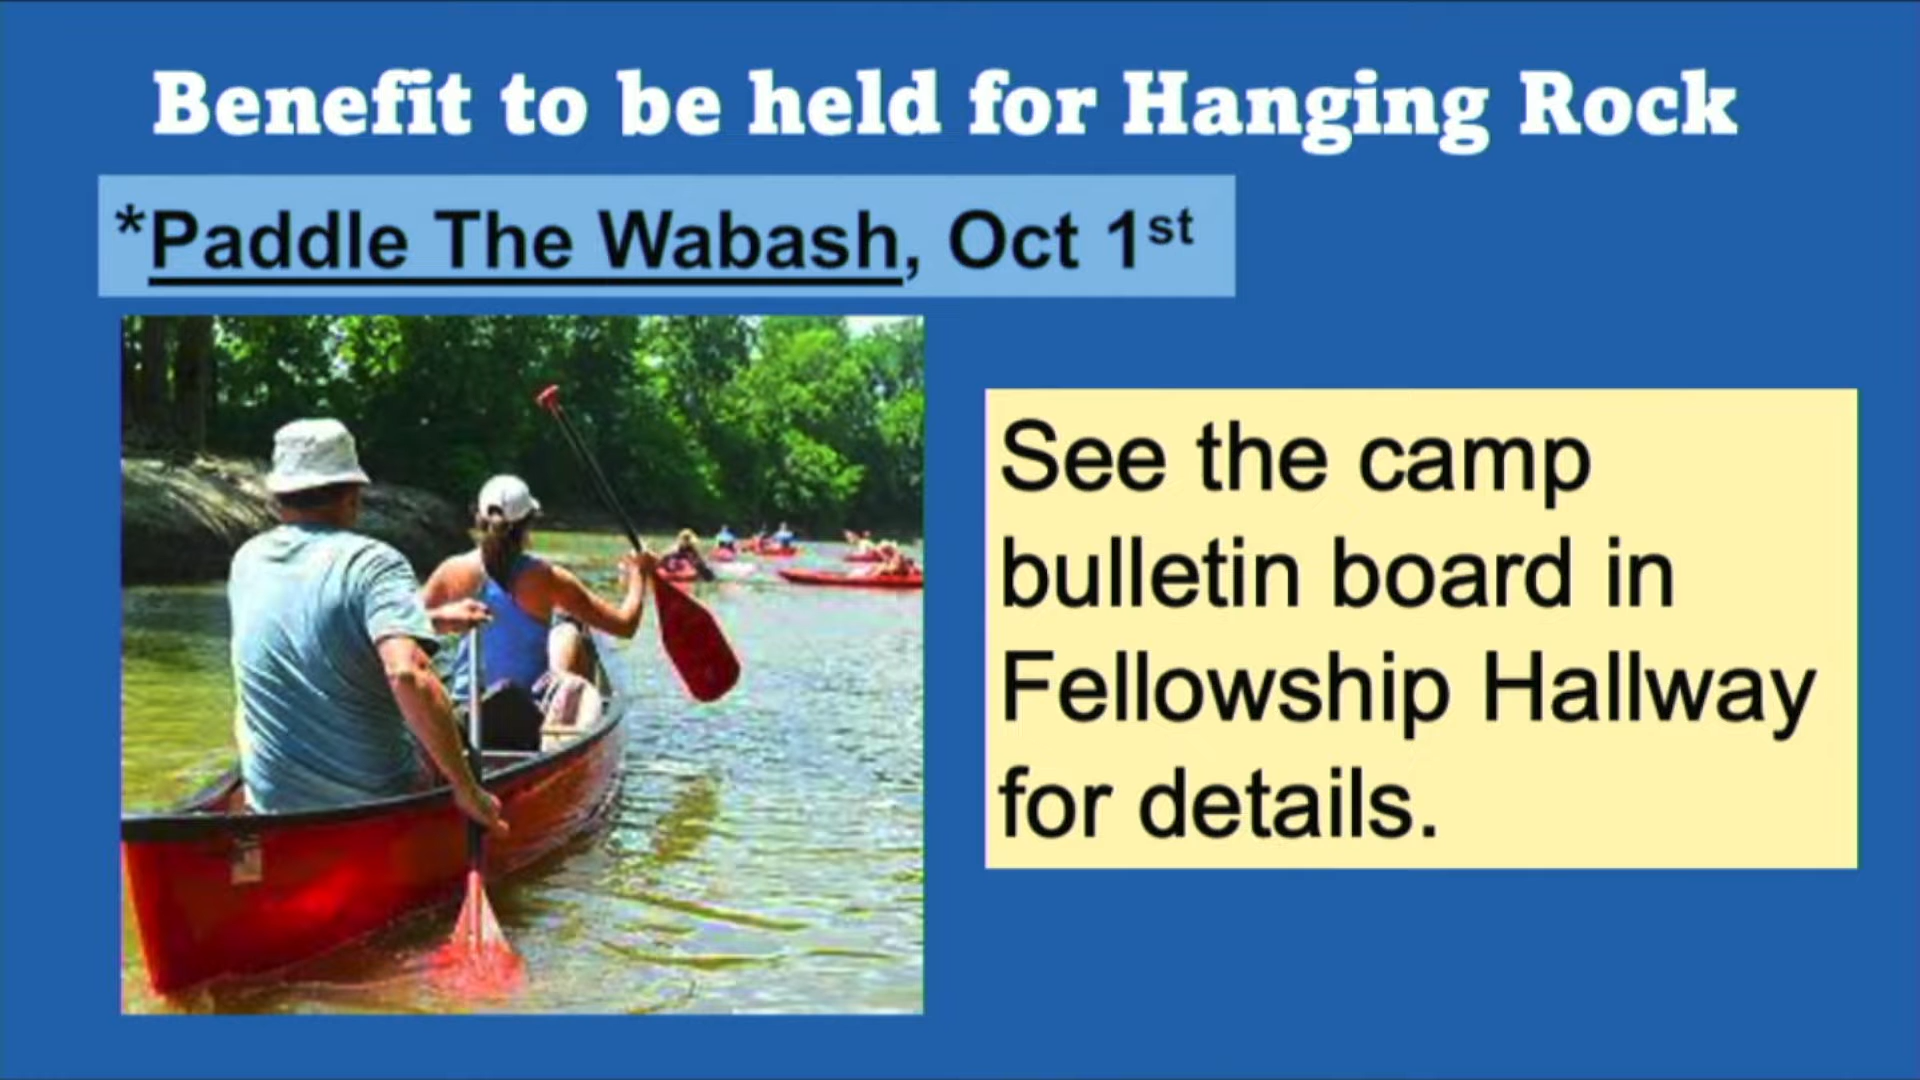 Benefit to be held for Hanging Rock
*Paddle The Wabash, Oct 1st
See the camp
bulletin board in
Fellowship Hallway
for details.